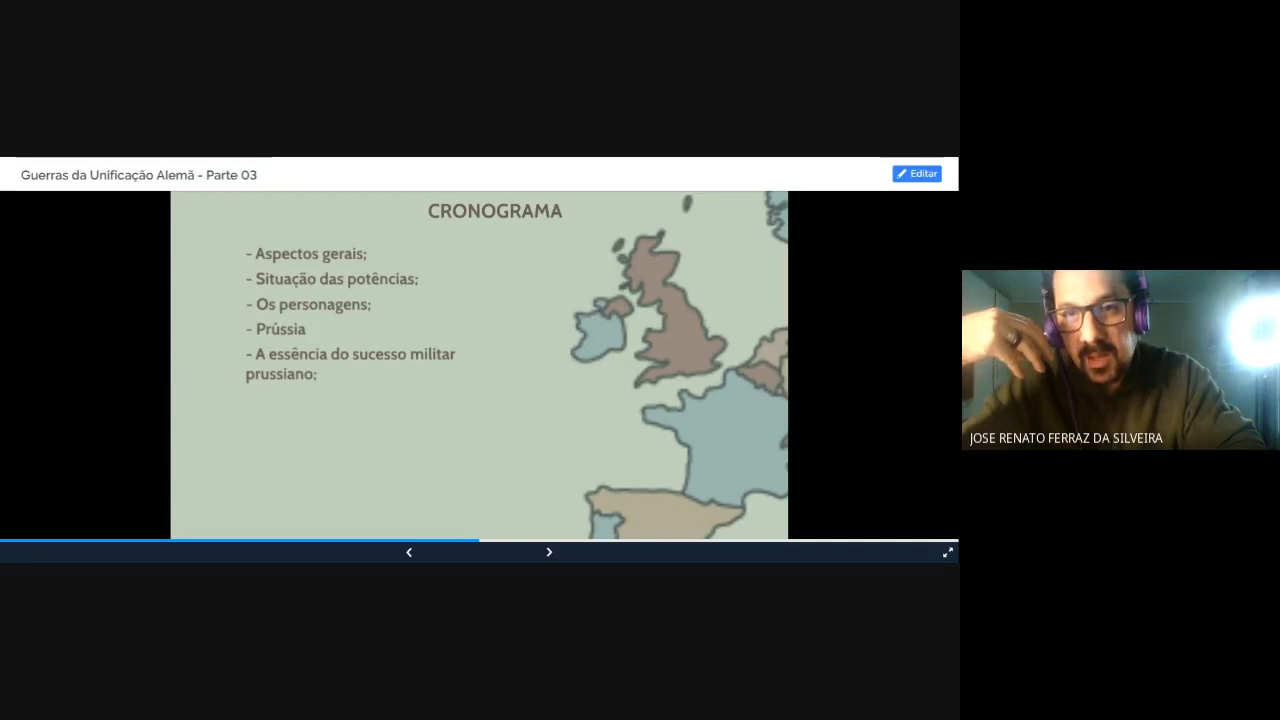 Guerras da Unificação Alemã - Parte 03
Editar
CRONOGRAMA
- Aspectos gerais;
- Situação das potências;
- Os personagens;
- Prússia
- A essência do sucesso militar
prussiano;
JOSE RENATO FERRAZ DA SILVEIRA